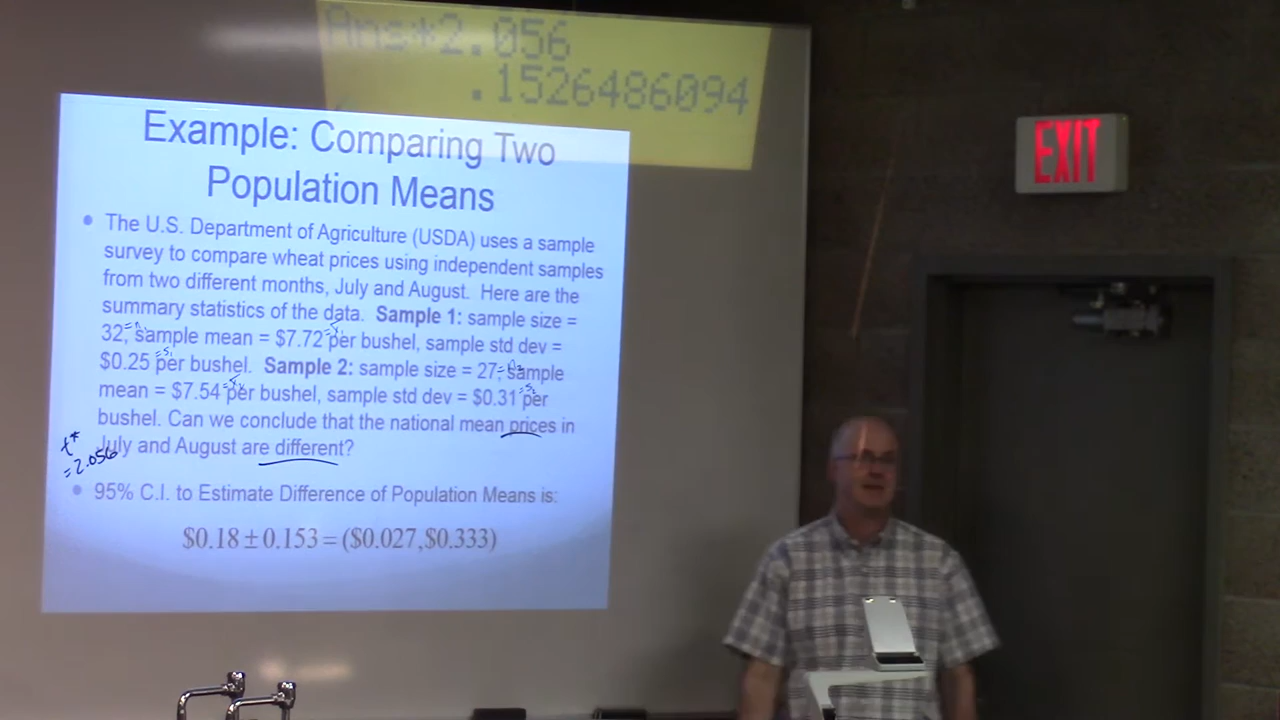 Ans*2.056
.1526486094
EXIT
Example: Comparing Two
Population Means
• The U.S. Department of Agriculture (USDA) uses a sample
survey to compare wheat prices using independent samples
from two different months, July and August. Here are the
summary statistics of the data. Sample 1: sample size =
32, sample mean = $7.72 per bushel, sample std dev =
$0.25 per bushel. Sample 2: sample size = 27, sample
mean = $7.54 per bushel, sample std dev = $0.31 per
bushel. Can we conclude that the national mean prices in
July and August are different?
t*
=2.056
• 95% C.I. to Estimate Difference of Population Means is:
$0.18 ± 0.153 = ($0.027, $0.333)